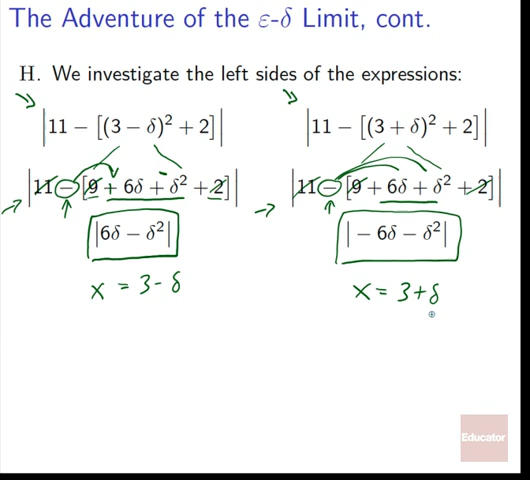 The Adventure of the ε-δ Limit, cont.
H. We investigate the left sides of the expressions:
|11 − [(3 − δ)² + 2]| |11 − [(3 + δ)² + 2]|
|11 − [9 + 6δ + δ² + 2]| |11 − [9 + 6δ + δ² + 2]|
|6δ − δ²| | − 6δ − δ²|
x = 3 - δ x = 3 + δ
Educator